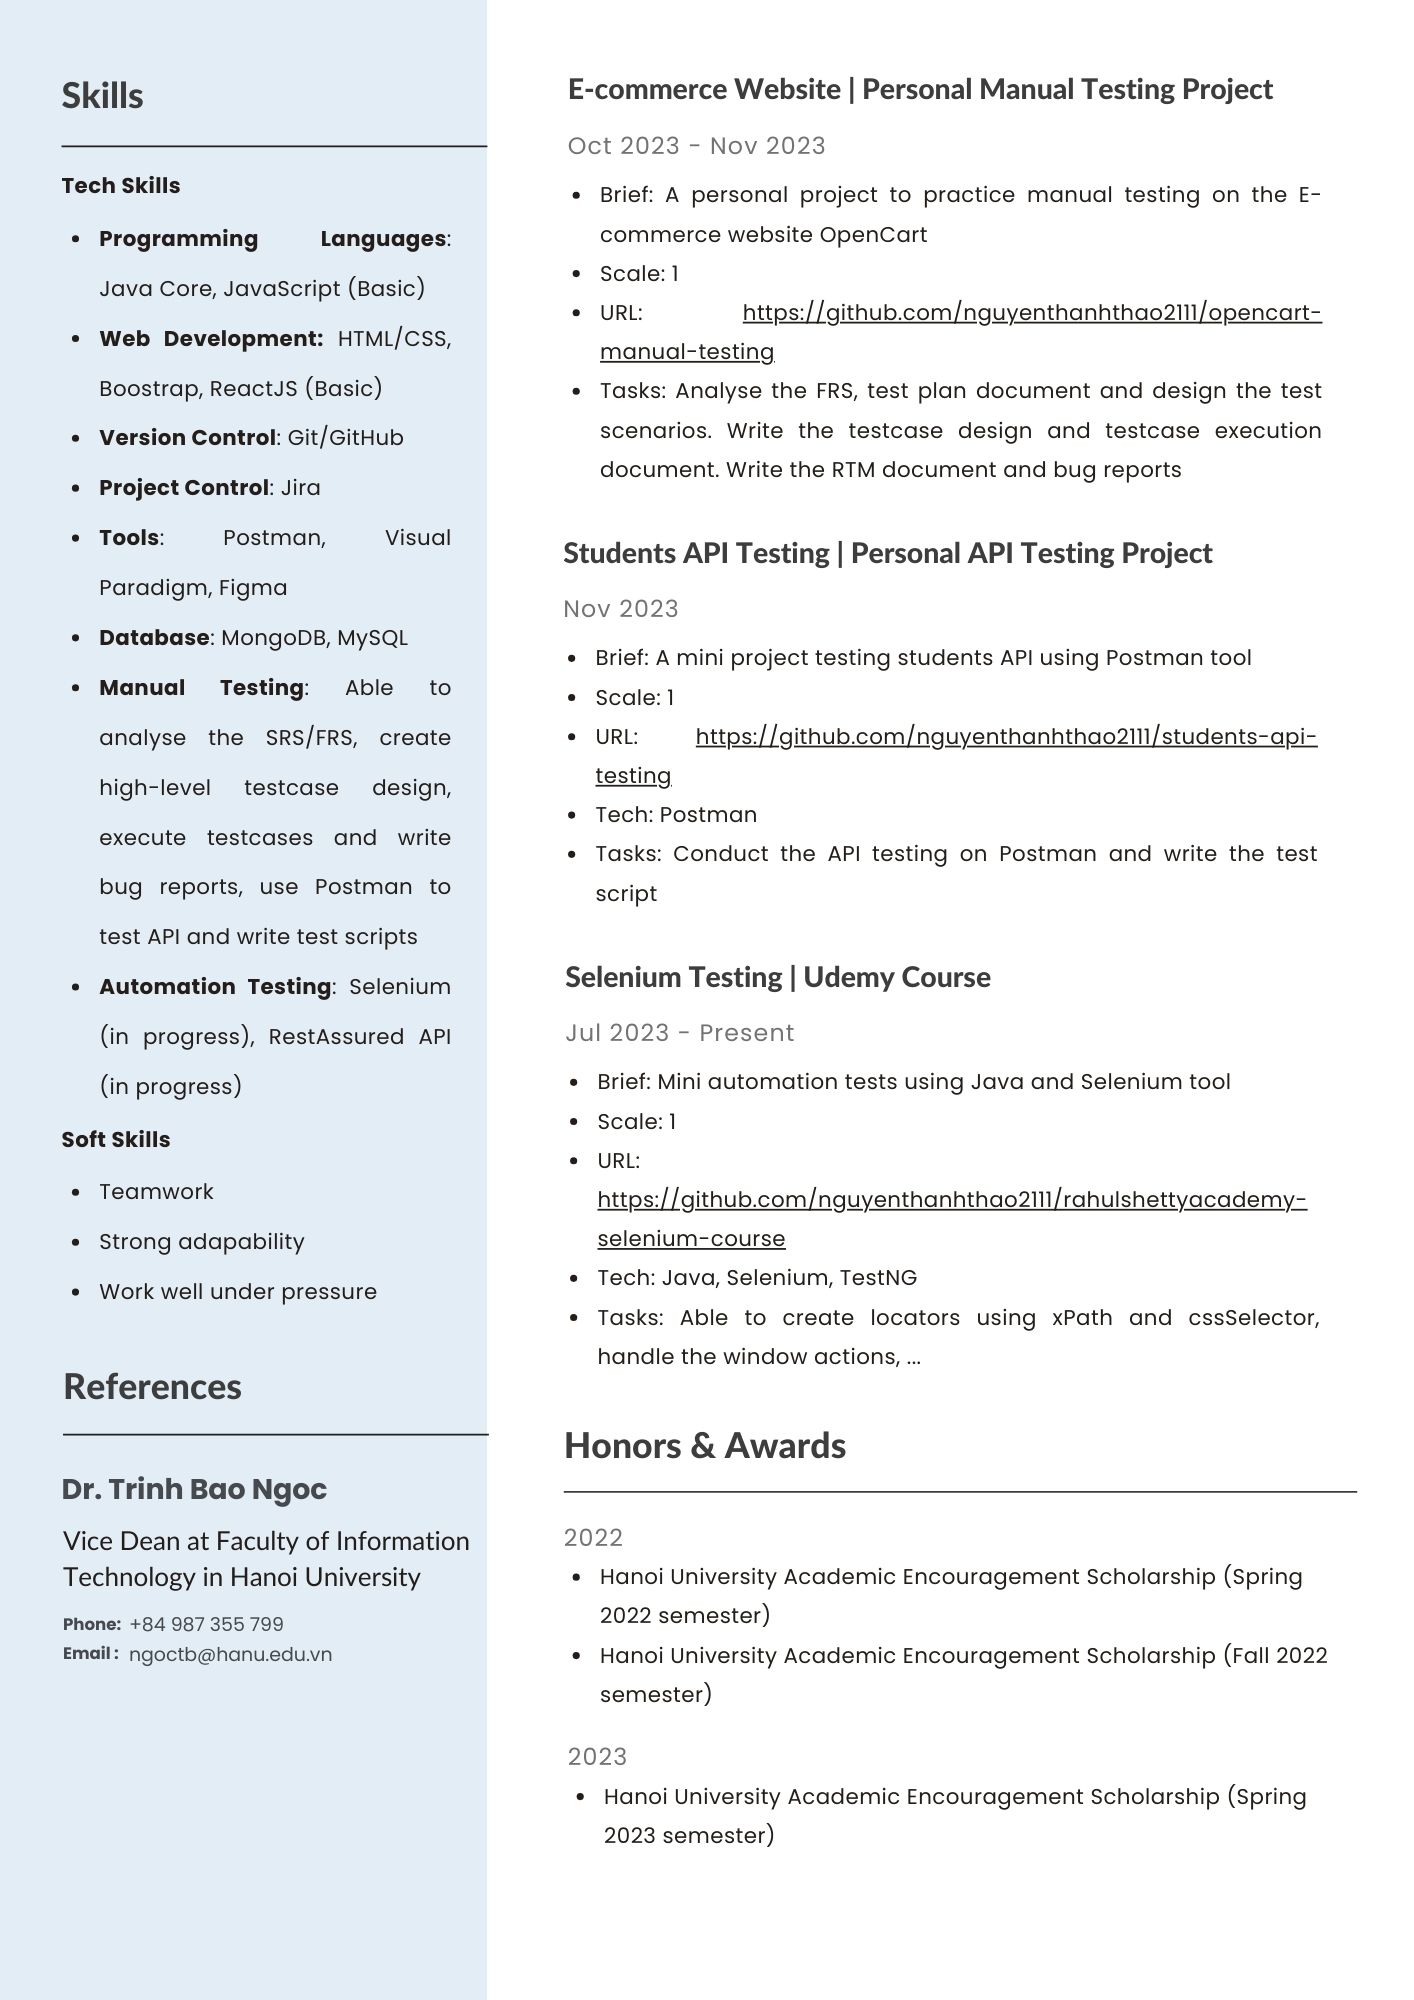 Skills
Tech Skills
Programming Languages:
Java Core, JavaScript (Basic)
Web Development: HTML/CSS,
Boostrap, ReactJS (Basic)
Version Control: Git/GitHub
Project Control: Jira
Tools: Postman, Visual
Paradigm, Figma
Database: MongoDB, MySQL
Manual Testing: Able to
analyse the SRS/FRS, create
high-level testcase design,
execute testcases and write
bug reports, use Postman to
test API and write test scripts
Automation Testing: Selenium
(in progress), RestAssured API
(in progress)
Soft Skills
Teamwork
Strong adapability
Work well under pressure
References
Dr. Trinh Bao Ngoc
Vice Dean at Faculty of Information
Technology in Hanoi University
Phone: +84 987 355 799
Email : ngoctb@hanu.edu.vn
E-commerce Website | Personal Manual Testing Project
Oct 2023 - Nov 2023
Brief: A personal project to practice manual testing on the E-
commerce website OpenCart
Scale: 1
URL: https://github.com/nguyenthanhthao2111/opencart-
manual-testing
Tasks: Analyse the FRS, test plan document and design the test
scenarios. Write the testcase design and testcase execution
document. Write the RTM document and bug reports
Students API Testing | Personal API Testing Project
Nov 2023
Brief: A mini project testing students API using Postman tool
Scale: 1
URL: https://github.com/nguyenthanhthao2111/students-api-
testing
Tech: Postman
Tasks: Conduct the API testing on Postman and write the test
script
Selenium Testing | Udemy Course
Jul 2023 - Present
Brief: Mini automation tests using Java and Selenium tool
Scale: 1
URL:
https://github.com/nguyenthanhthao2111/rahulshettyacademy-
selenium-course
Tech: Java, Selenium, TestNG
Tasks: Able to create locators using xPath and cssSelector,
handle the window actions, ...
Honors & Awards
2022
Hanoi University Academic Encouragement Scholarship (Spring
2022 semester)
Hanoi University Academic Encouragement Scholarship (Fall 2022
semester)
2023
Hanoi University Academic Encouragement Scholarship (Spring
2023 semester)